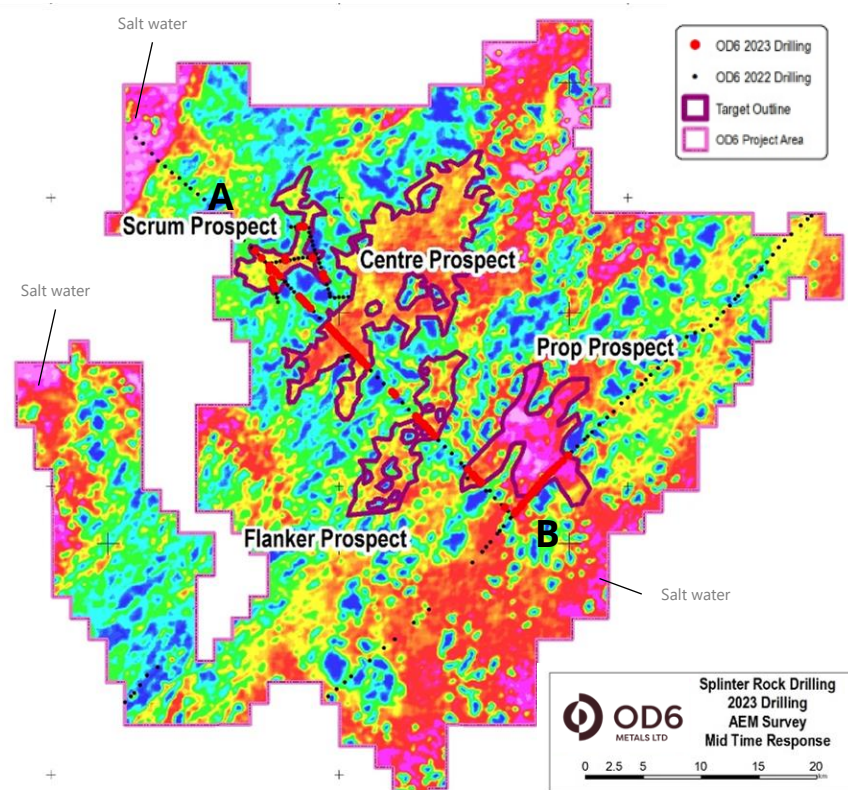 Salt water
OD6 2023 Drilling
OD6 2022 Drilling
Target Outline
OD6 Project Area
A
Scrum Prospect
Centre Prospect
Salt water
Prop Prospect
B
Flanker Prospect
Salt water
OD6
METALS LTD
Splinter Rock Drilling
2023 Drilling
AEM Survey
Mid Time Response
0 2.5 5 10 15 20
km